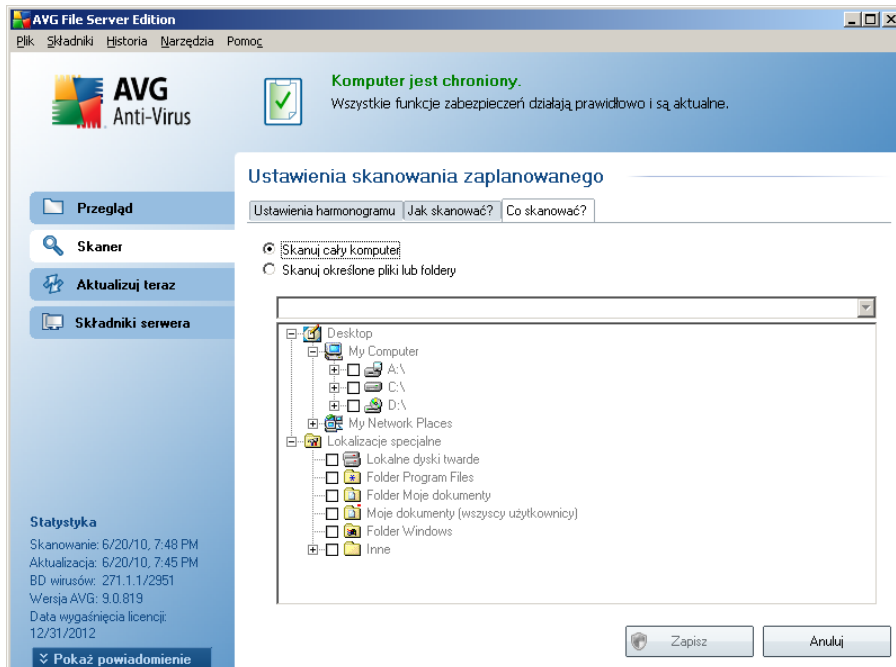 AVG File Server Edition
Plik Składniki Historia Narzędzia Pomoc
AVG
Anti-Virus
Komputer jest chroniony.
Wszystkie funkcje zabezpieczeń działają prawidłowo i są aktualne.
Przegląd
Skaner
Aktualizuj teraz
Składniki serwera
Ustawienia skanowania zaplanowanego
Ustawienia harmonogramu Jak skanować? Co skanować?
Skanuj cały komputer
Skanuj określone pliki lub foldery
Desktop
My Computer
A:\
C:\
D:\
My Network Places
Lokalizacje specjalne
Lokalne dyski twarde
Folder Program Files
Folder Moje dokumenty
Moje dokumenty (wszyscy użytkownicy)
Folder Windows
Inne
Statystyka
Skanowanie: 6/20/10, 7:48 PM
Aktualizacja: 6/20/10, 7:45 PM
BD wirusów: 271.1.1/2951
Wersja AVG: 9.0.819
Data wygaśnięcia licencji:
12/31/2012
Pokaż powiadomienie
Zapisz Anuluj